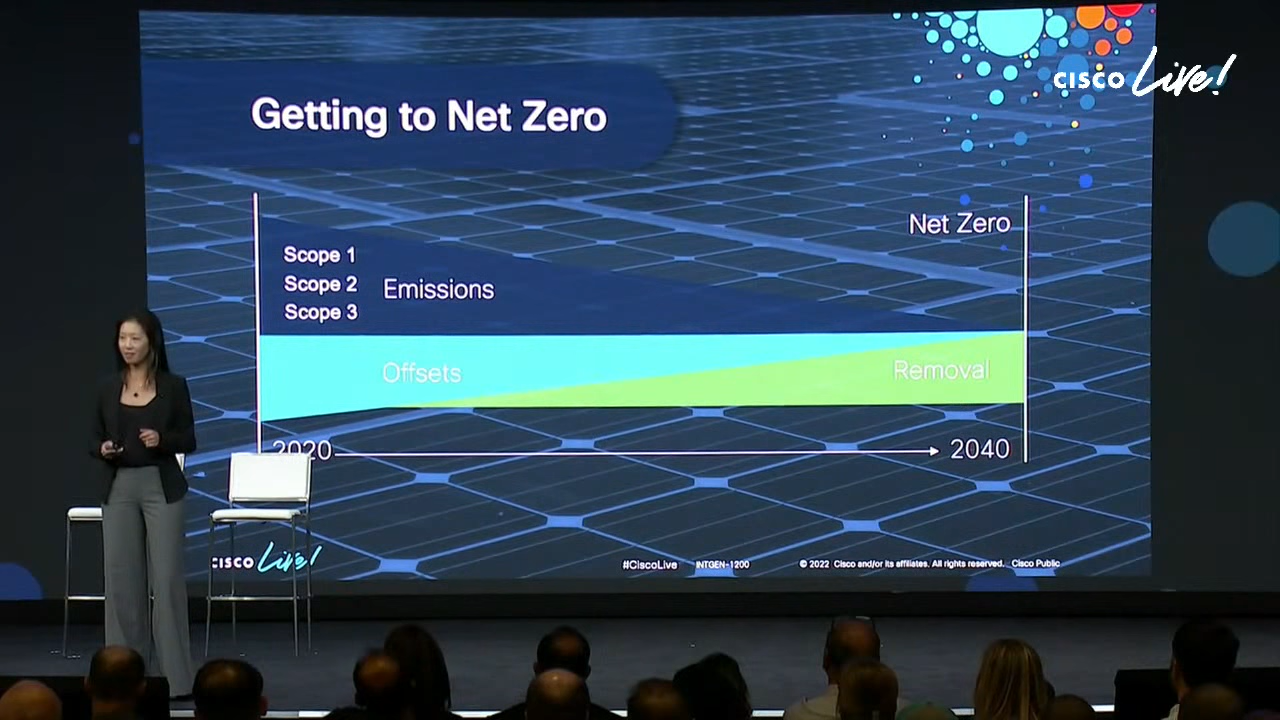 CISCO Live!
Getting to Net Zero
Net Zero
Scope 1
Scope 2
Scope 3
Emissions
Offsets
Removal
2020
2040
CISCO Live!
#CiscoLive
INTGEN-1200
© 2022 Cisco and/or its affiliates. All rights reserved. Cisco Public